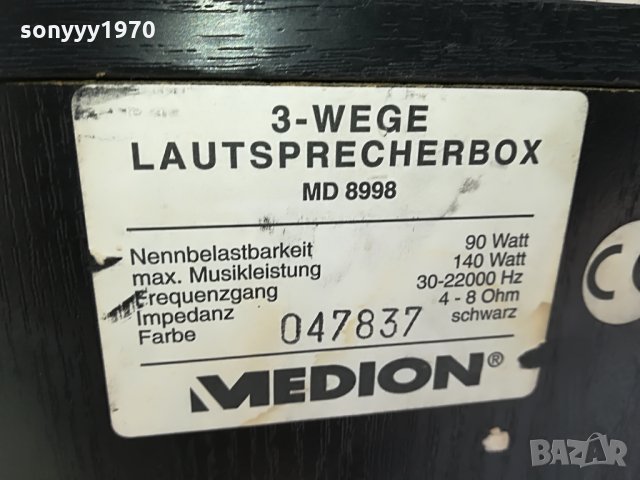 sonyyy1970
3-WEGE
LAUTSPRECHERBOX
MD 8998
Nennbelastbarkeit 90 Watt
max. Musikleistung 140 Watt
Frequenzgang 30-22000 Hz
Impedanz 4 - 8 Ohm
Farbe 047837 schwarz
MEDION®
BAZAR